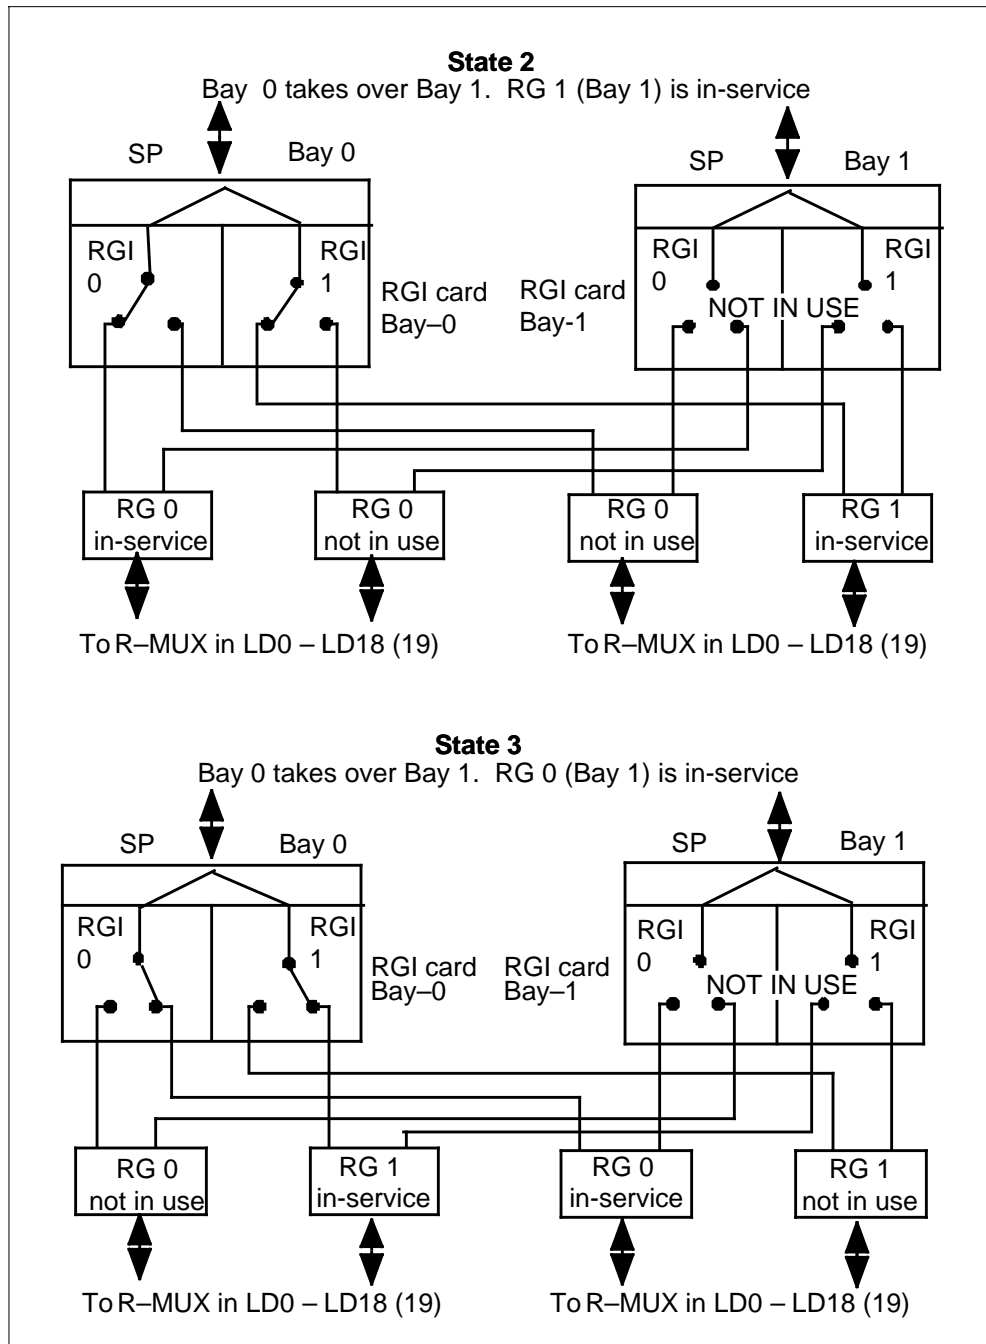 State 2
Bay 0 takes over Bay 1. RG 1 (Bay 1) is in-service
SP Bay 0
SP Bay 1
RGI 0
RGI 1
RGI card
Bay–0
RGI card
Bay-1
RGI 0
RGI 1
NOT IN USE
RG 0
in-service
RG 0
not in use
RG 0
not in use
RG 1
in-service
To R–MUX in LD0 – LD18 (19)
To R–MUX in LD0 – LD18 (19)
State 3
Bay 0 takes over Bay 1. RG 0 (Bay 1) is in-service
SP Bay 0
SP Bay 1
RGI 0
RGI 1
RGI card
Bay–0
RGI card
Bay–1
RGI 0
RGI 1
NOT IN USE
RG 0
not in use
RG 1
in-service
RG 0
in-service
RG 1
not in use
To R–MUX in LD0 – LD18 (19)
To R–MUX in LD0 – LD18 (19)